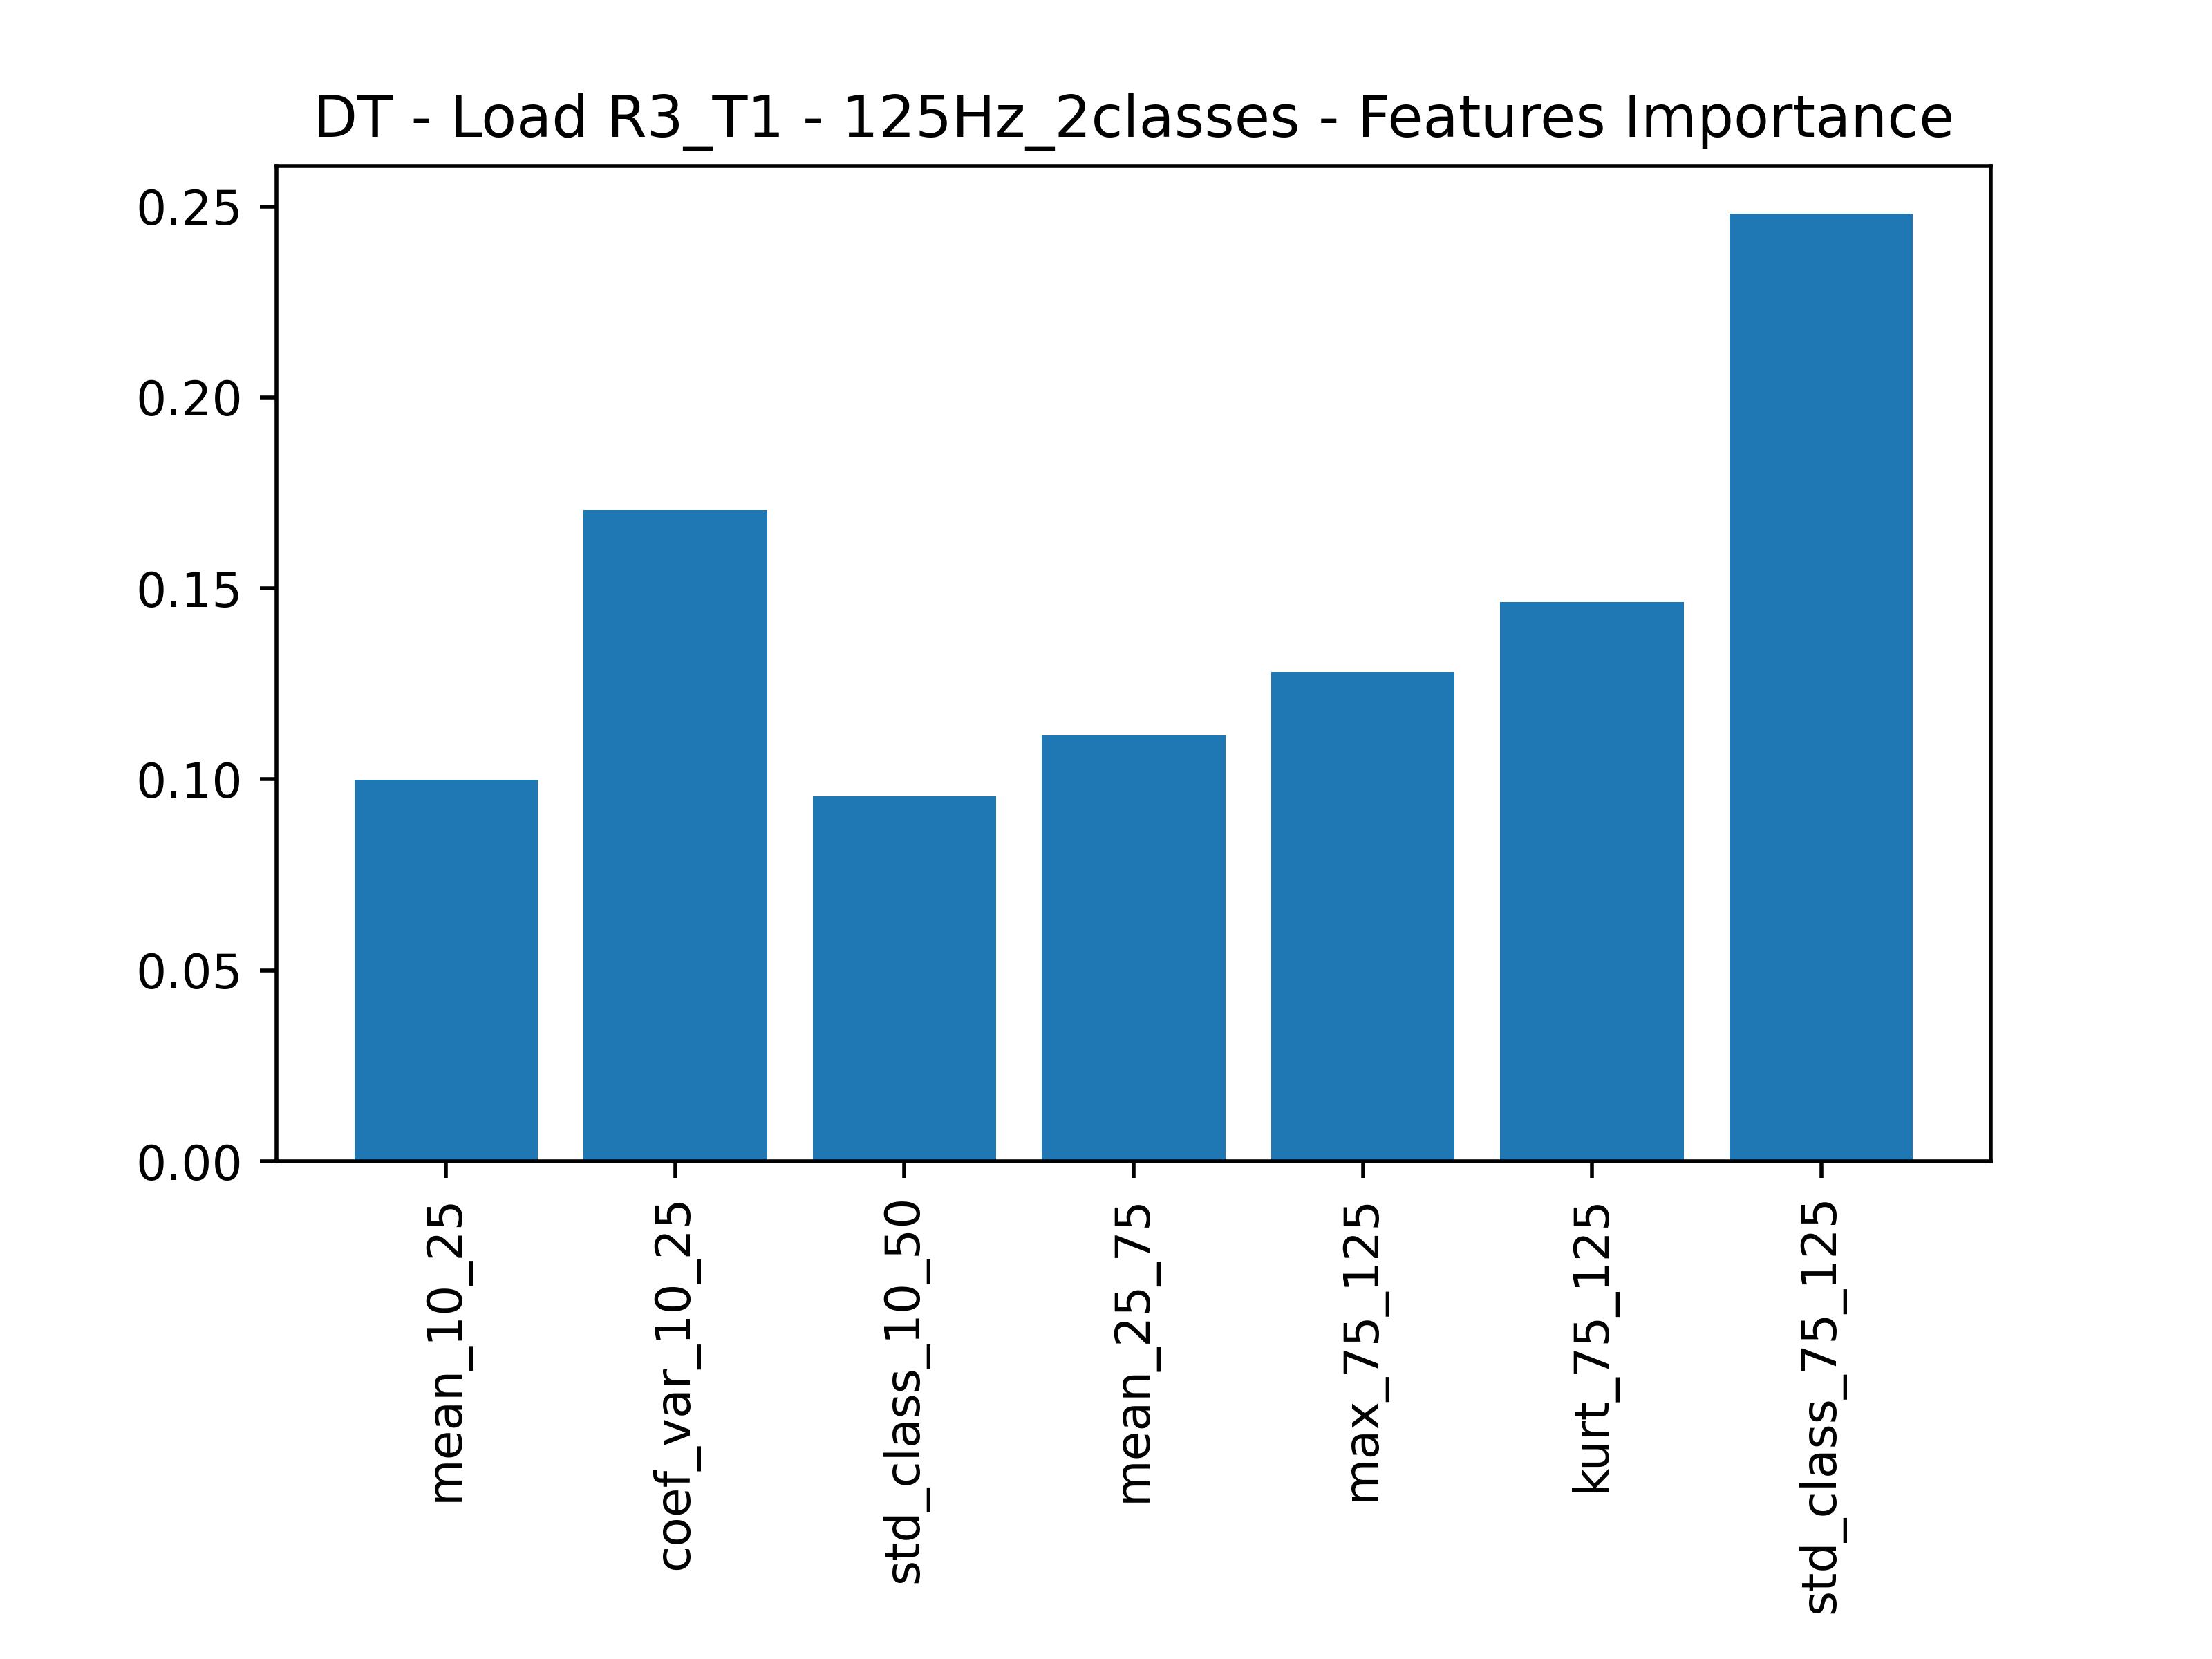 DT - Load R3_T1 - 125Hz_2classes - Features Importance
0.25
0.20
0.15
0.10
0.05
0.00
mean_10_25
coef_var_10_25
std_class_10_50
mean_25_75
max_75_125
kurt_75_125
std_class_75_125